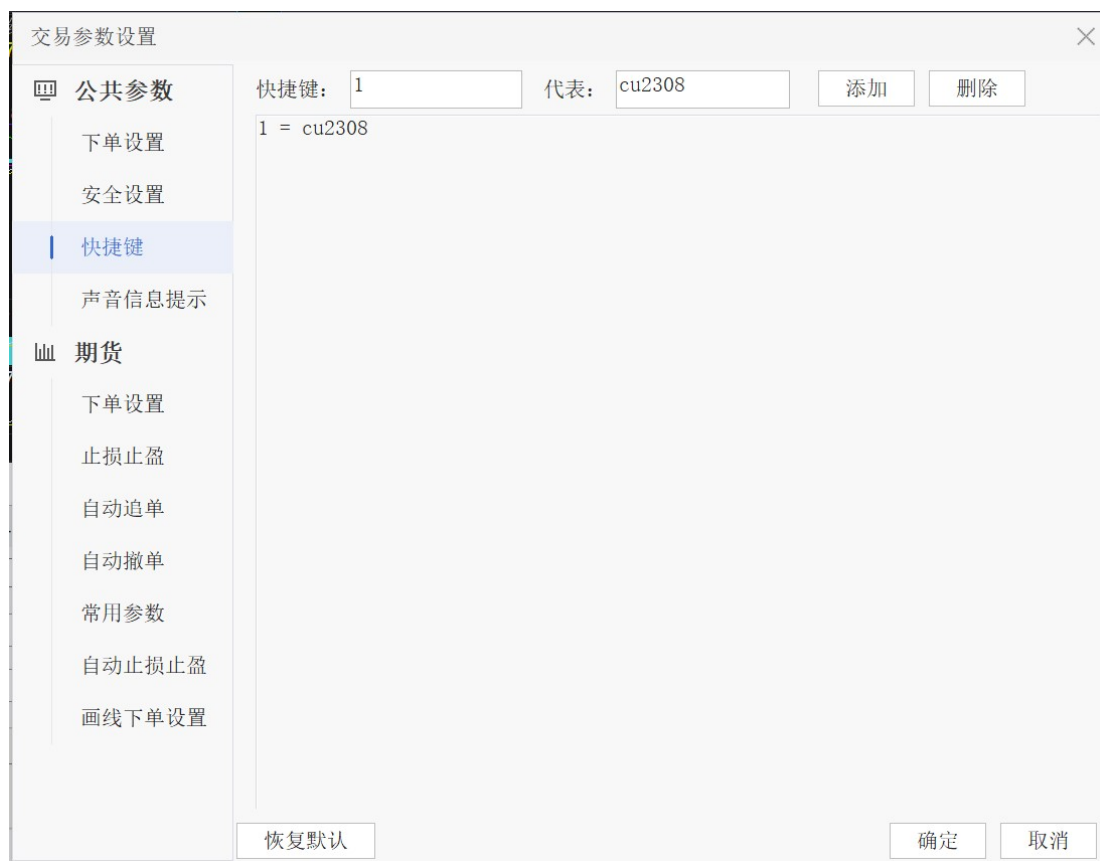 交易参数设置
公共参数
下单设置
安全设置
快捷键
声音信息提示
期货
下单设置
止损止盈
自动追单
自动撤单
常用参数
自动止损止盈
画线下单设置
快捷键： 1 代表： cu2308 添加 删除
1 = cu2308
恢复默认 确定 取消